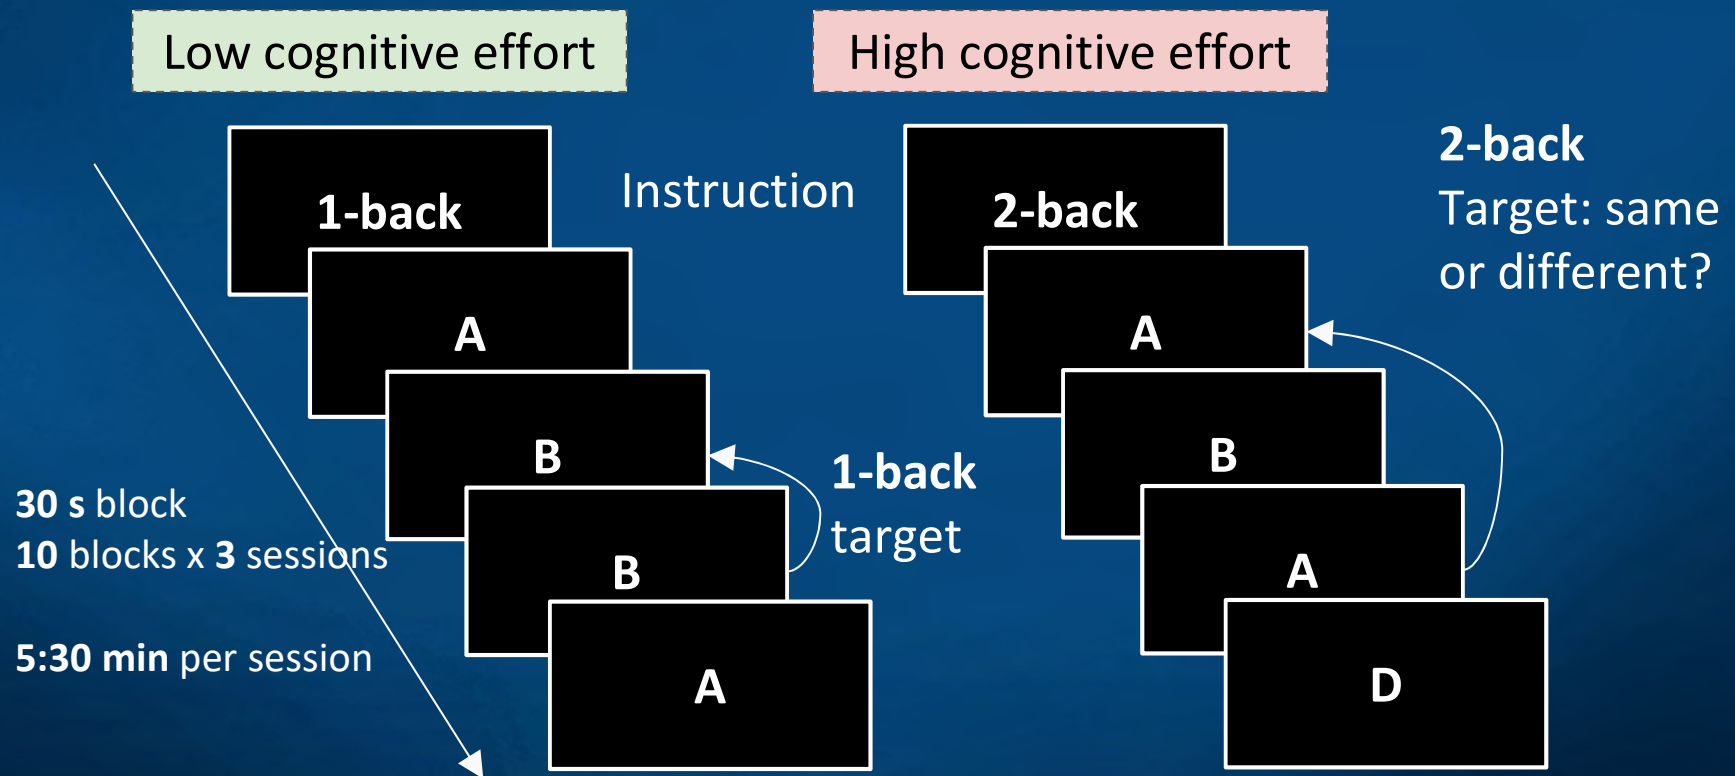 Low cognitive effort
High cognitive effort
1-back
A
B
B
A
Instruction
1-back
target
2-back
A
B
A
D
2-back
Target: same
or different?
30 s block
10 blocks x 3 sessions
5:30 min per session